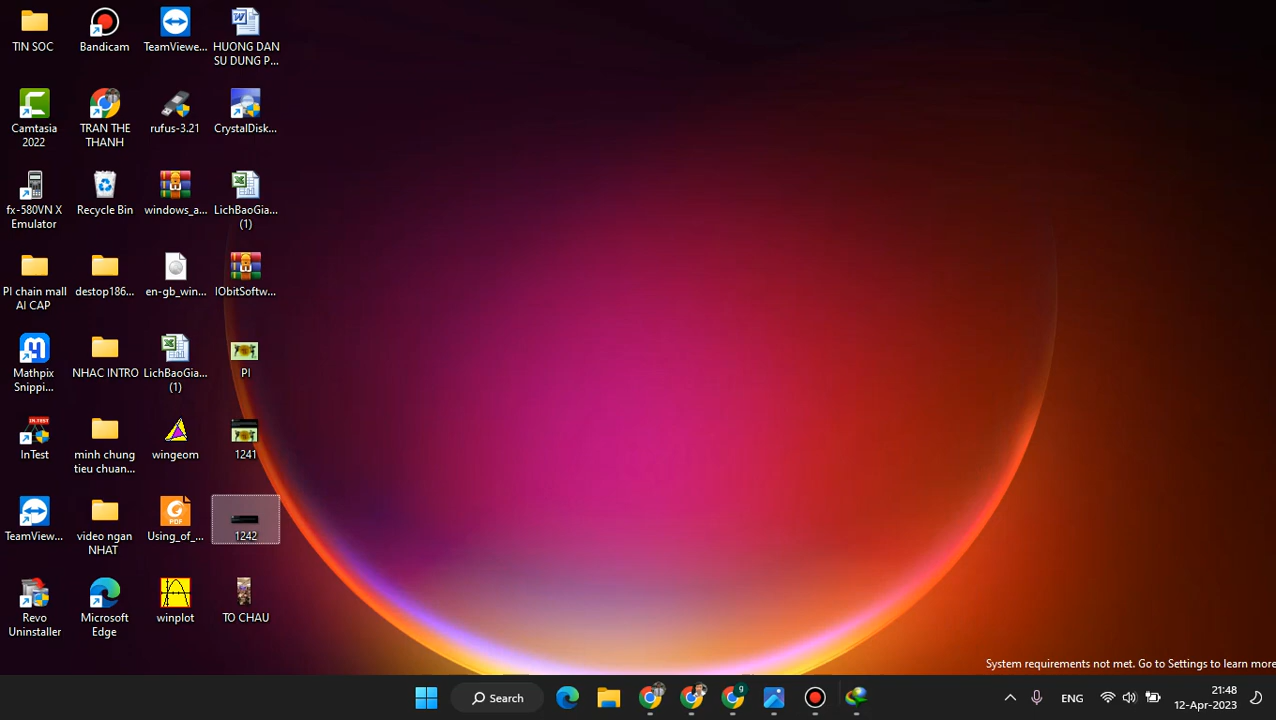 TIN SOC
Bandicam
TeamViewe...
HUONG DAN
SU DUNG P...
Camtasia
2022
TRAN THE
THANH
rufus-3.21
CrystalDisk...
fx-580VN X
Emulator
Recycle Bin
windows_a...
LichBaoGia...
(1)
PI chain mall
AI CAP
destop186...
en-gb_win...
IObitSoftw...
Mathpix
Snippi...
NHAC INTRO
LichBaoGia...
(1)
PI
InTest
minh chung
tieu chuan...
wingeom
1241
TeamView...
video ngan
NHAT
Using_of_...
1242
Revo
Uninstaller
Microsoft
Edge
winplot
TO CHAU
System requirements not met. Go to Settings to learn more
Search
9
ENG
21:48
12-Apr-2023